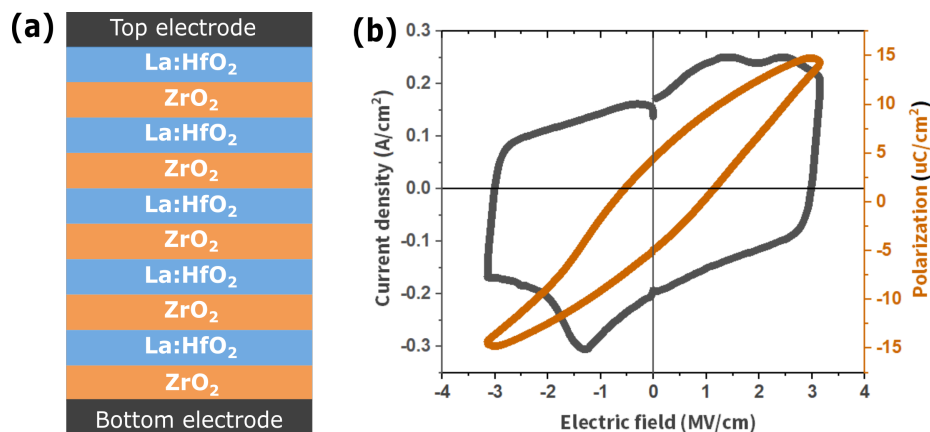 (a)
Top electrode
La:HfO₂
ZrO₂
La:HfO₂
ZrO₂
La:HfO₂
ZrO₂
La:HfO₂
ZrO₂
La:HfO₂
ZrO₂
Bottom electrode
(b)
Current density (A/cm²)
0.3
0.2
0.1
0.0
-0.1
-0.2
-0.3
-4
-3
-2
-1
0
1
2
3
4
Electric field (MV/cm)
15
10
5
0
-5
-10
-15
Polarization (uC/cm²)